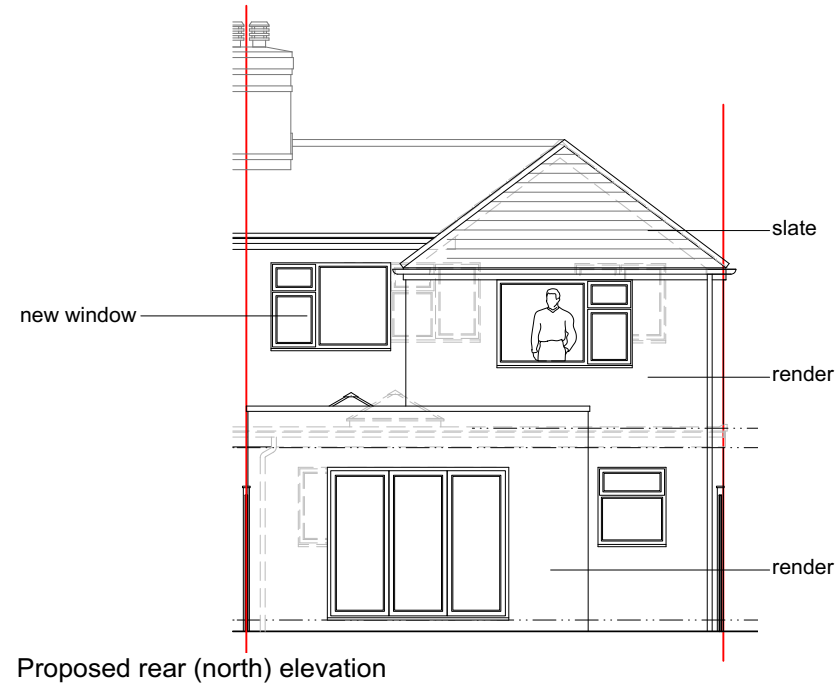 slate
new window
render
render
Proposed rear (north) elevation